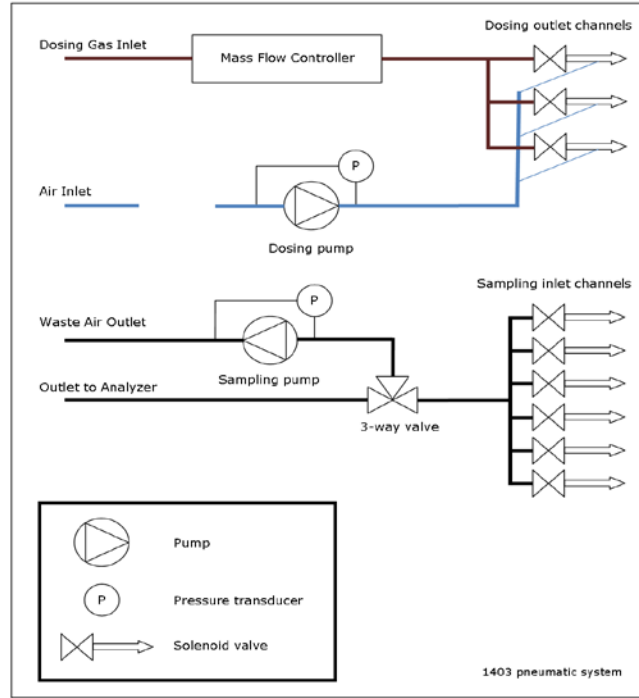 Dosing outlet channels
Dosing Gas Inlet
Mass Flow Controller
P
Air Inlet
Dosing pump
Sampling inlet channels
P
Waste Air Outlet
Sampling pump
Outlet to Analyzer
3-way valve
Pump
P
Pressure transducer
Solenoid valve
1403 pneumatic system